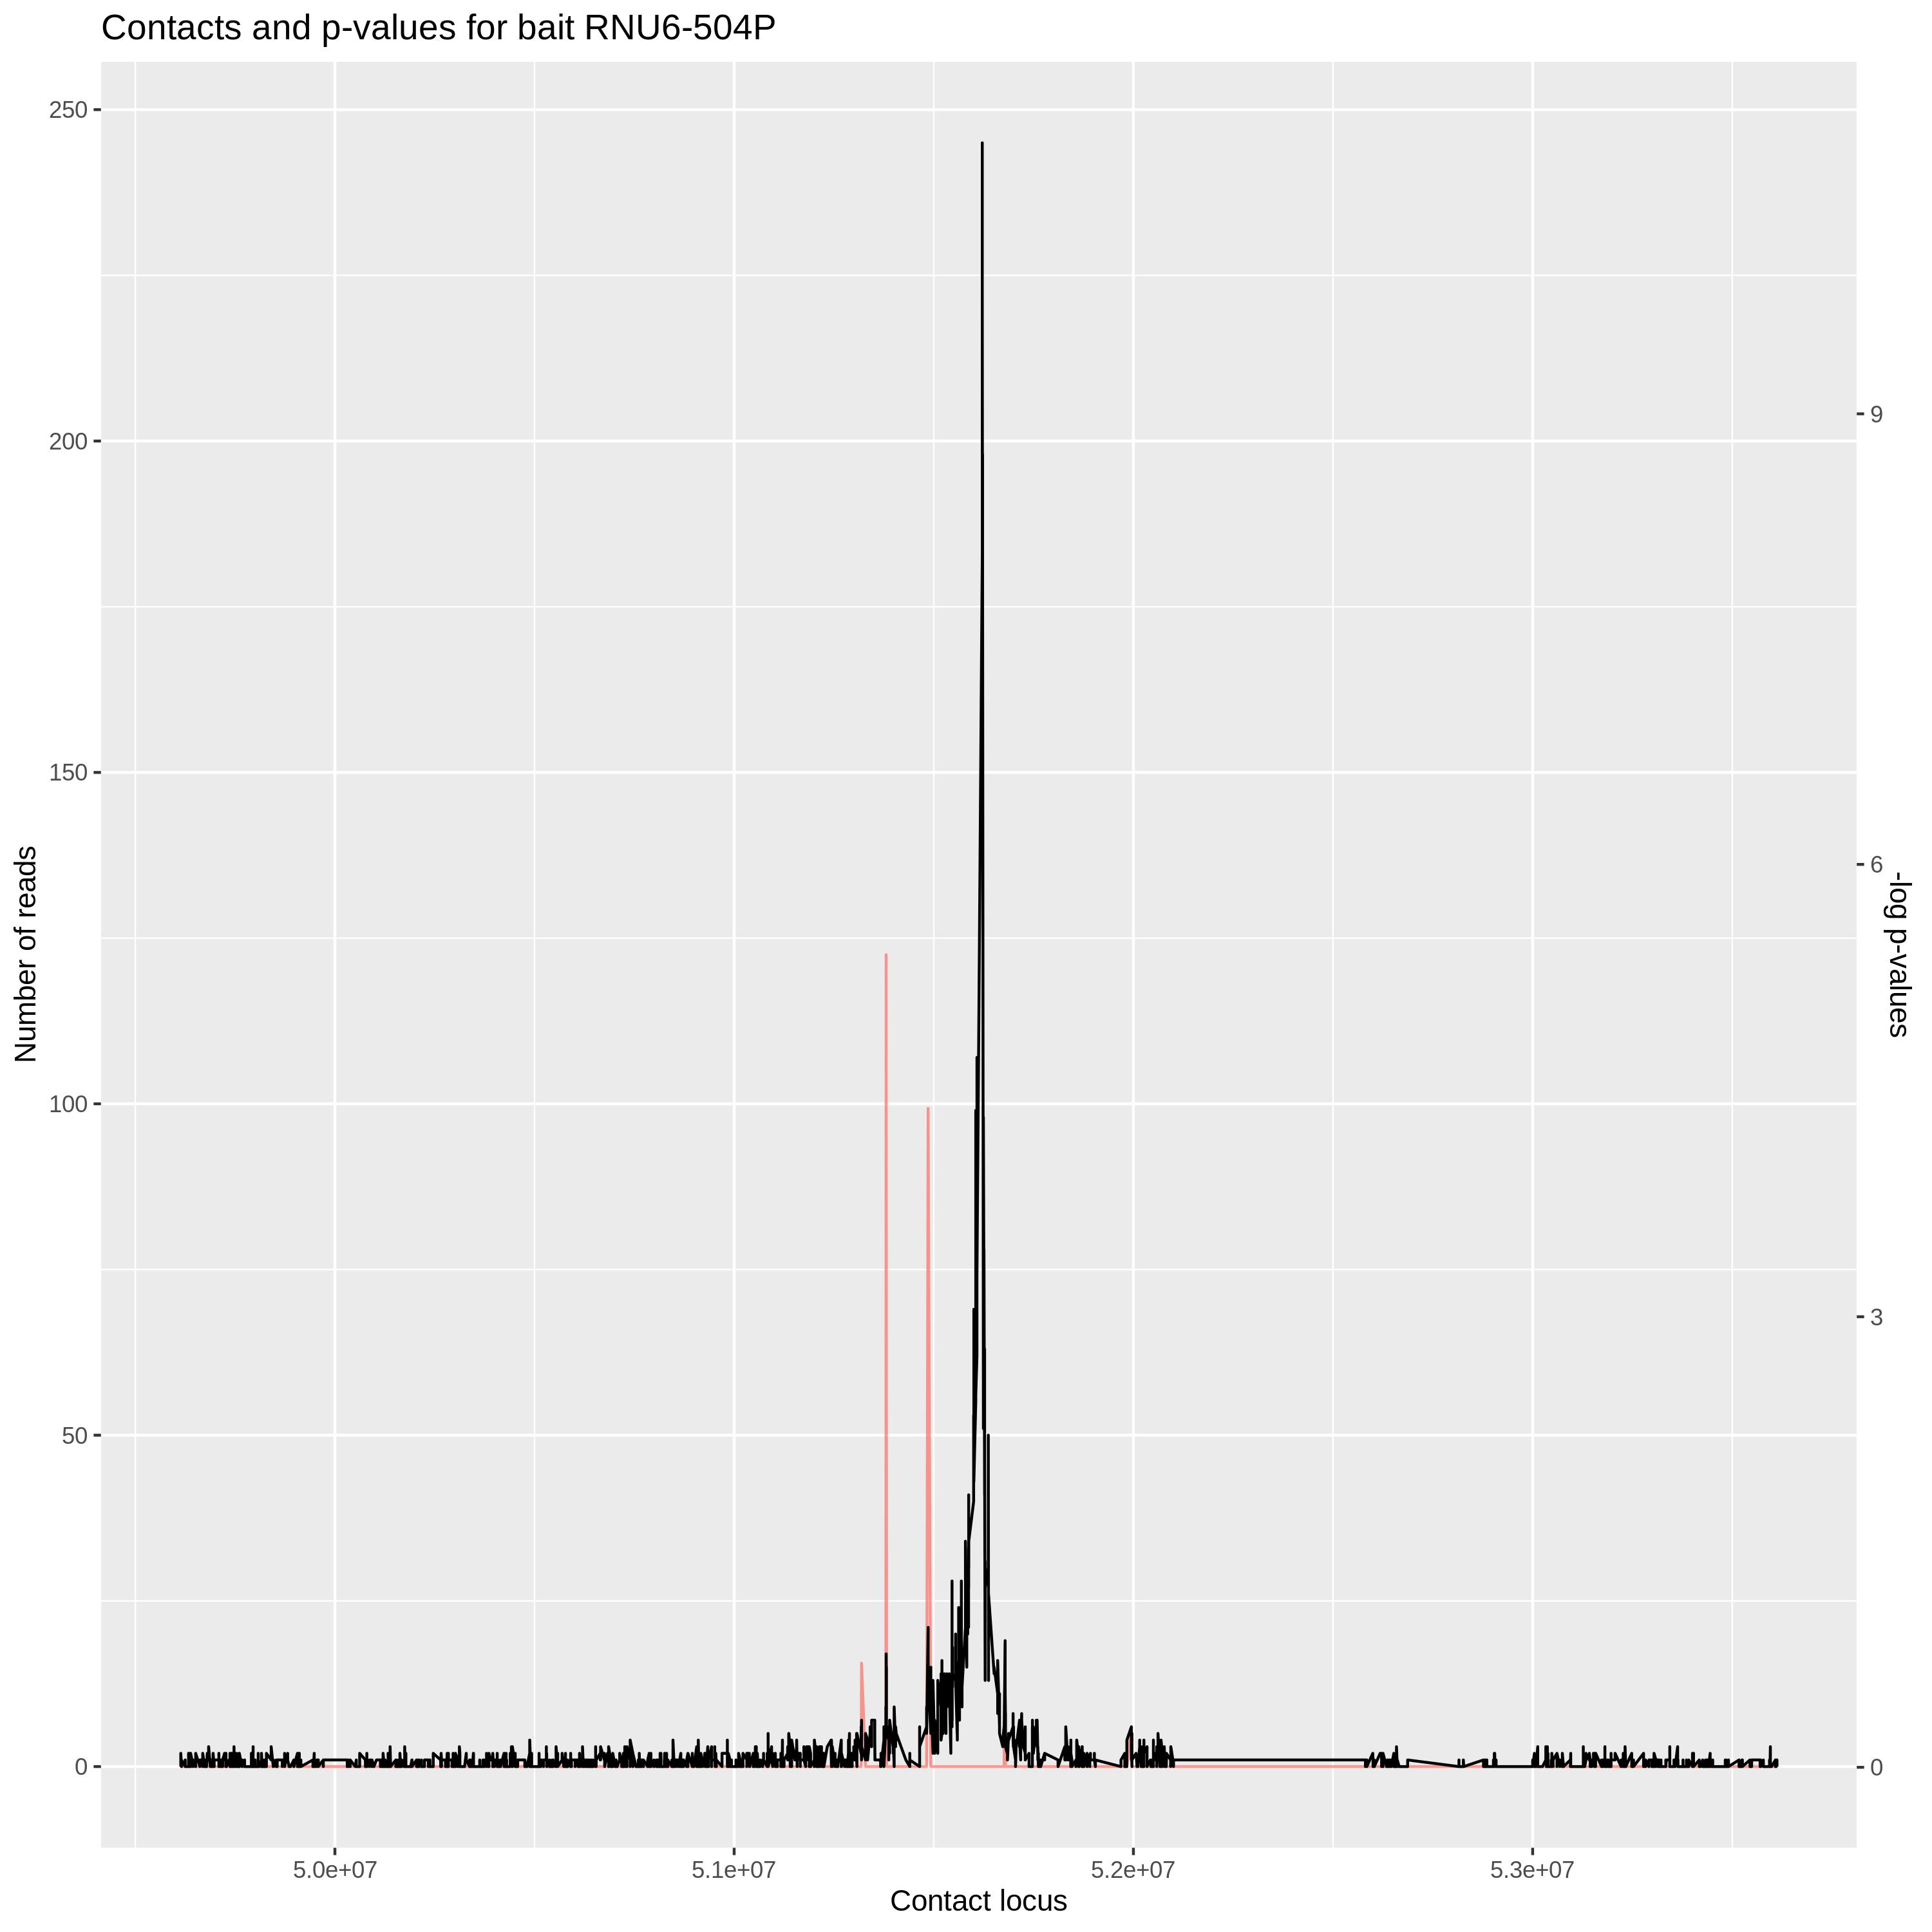 Contacts and p-values for bait RNU6-504P
250
200
150
100
50
0
Number of reads
9
6
3
0
-log p-values
5.0e+07
5.1e+07
5.2e+07
5.3e+07
Contact locus